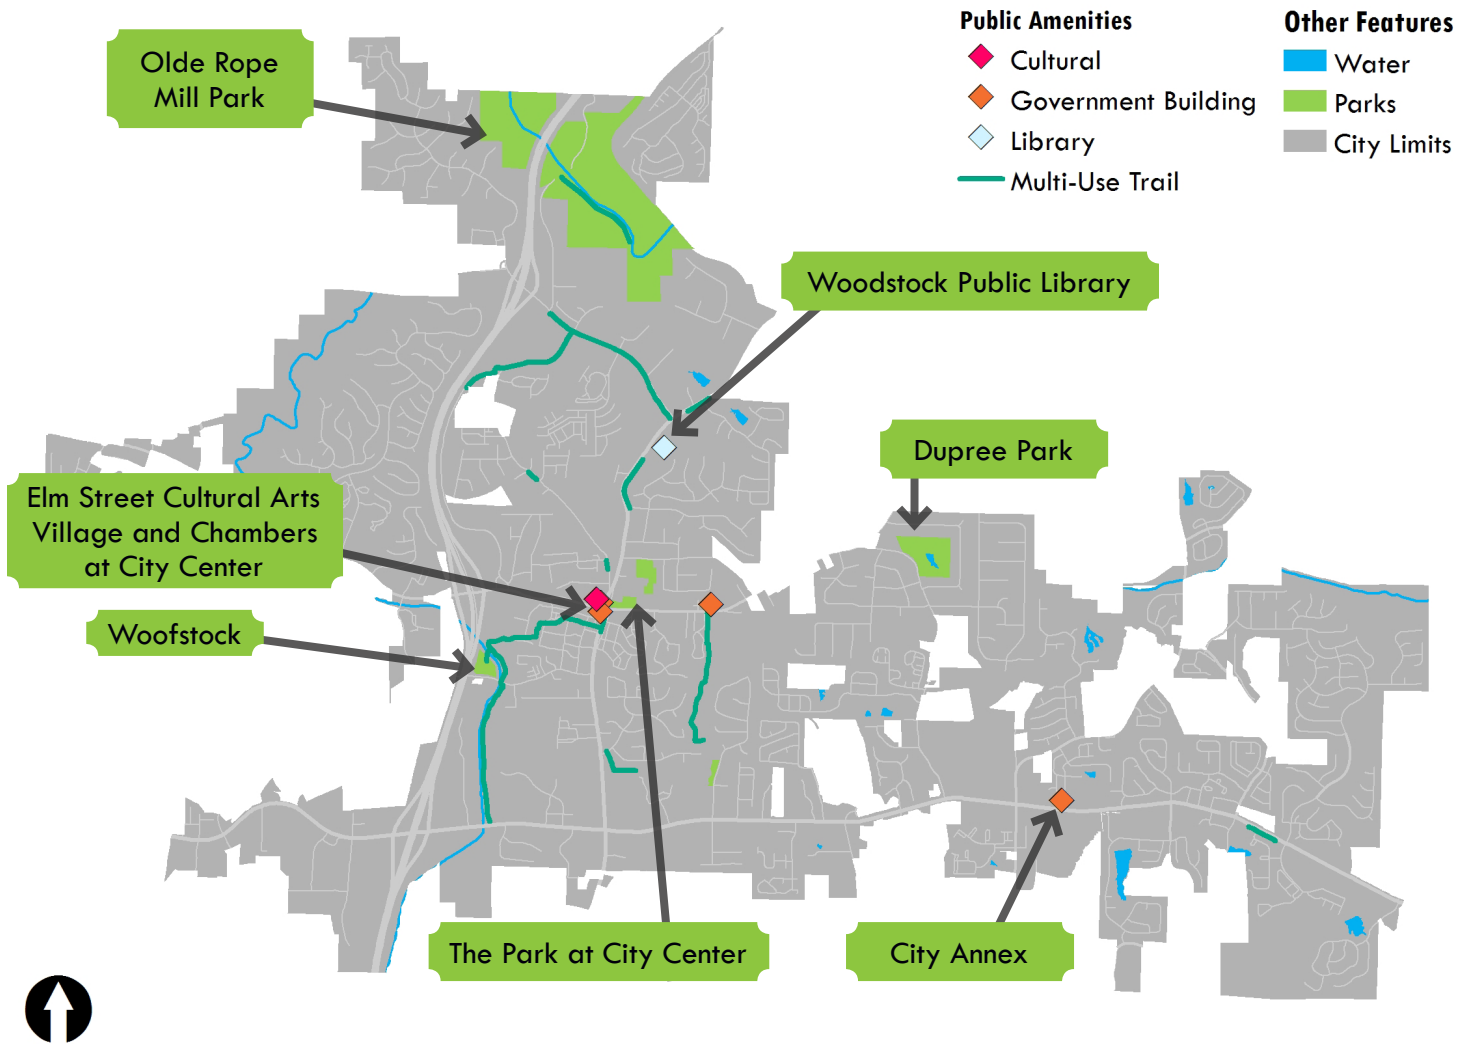 Public Amenities
Cultural
Government Building
Library
Multi-Use Trail
Other Features
Water
Parks
City Limits
Olde Rope
Mill Park
Woodstock Public Library
Dupree Park
Elm Street Cultural Arts
Village and Chambers
at City Center
Woofstock
The Park at City Center
City Annex